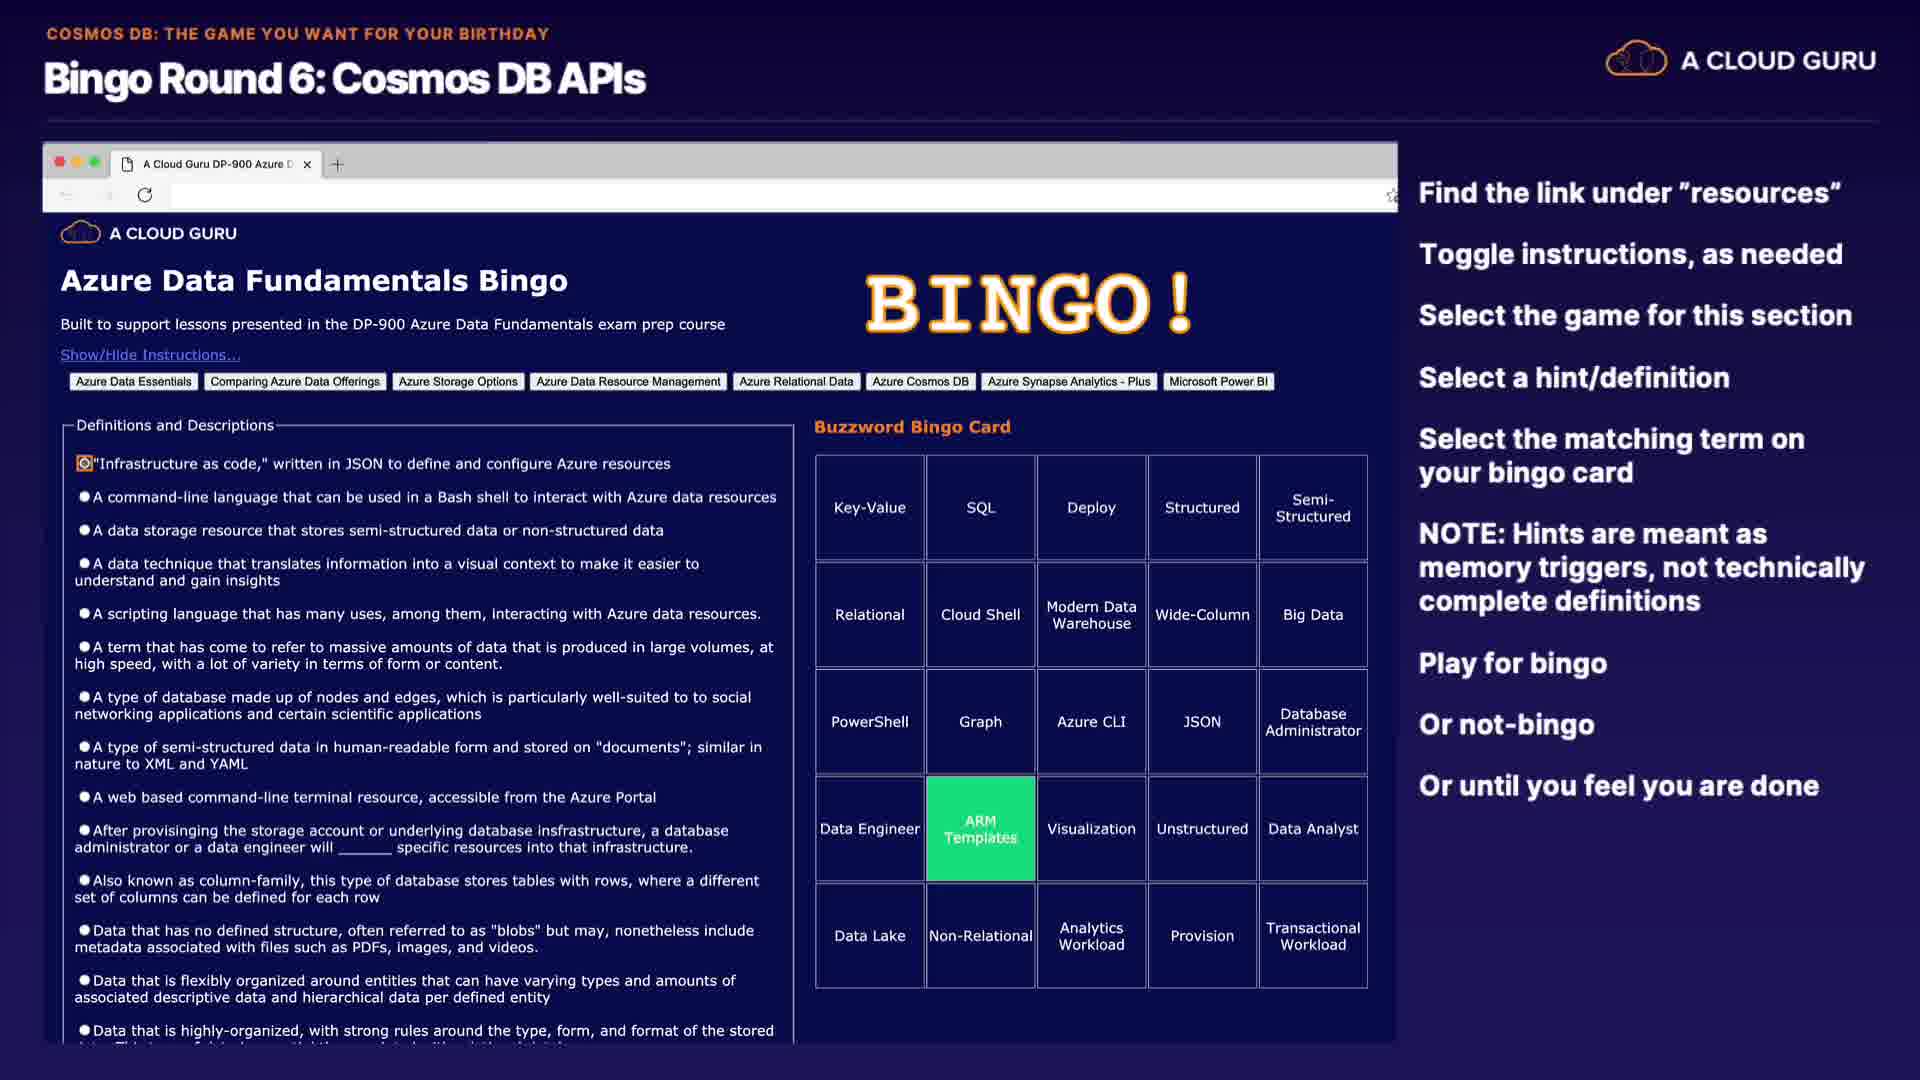 COSMOS DB: THE GAME YOU WANT FOR YOUR BIRTHDAY
Bingo Round 6: Cosmos DB APIs
A CLOUD GURU
A Cloud Guru DP-900 Azure D
A CLOUD GURU
Azure Data Fundamentals Bingo
BINGO!
Built to support lessons presented in the DP-900 Azure Data Fundamentals exam prep course
Show/Hide Instructions...
Azure Data Essentials
Comparing Azure Data Offerings
Azure Storage Options
Azure Data Resource Management
Azure Relational Data
Azure Cosmos DB
Azure Synapse Analytics - Plus
Microsoft Power BI
Definitions and Descriptions
"Infrastructure as code," written in JSON to define and configure Azure resources
A command-line language that can be used in a Bash shell to interact with Azure data resources
A data storage resource that stores semi-structured data or non-structured data
A data technique that translates information into a visual context to make it easier to
understand and gain insights
A scripting language that has many uses, among them, interacting with Azure data resources.
A term that has come to refer to massive amounts of data that is produced in large volumes, at
high speed, with a lot of variety in terms of form or content.
A type of database made up of nodes and edges, which is particularly well-suited to to social
networking applications and certain scientific applications
A type of semi-structured data in human-readable form and stored on "documents"; similar in
nature to XML and YAML
A web based command-line terminal resource, accessible from the Azure Portal
After provisinging the storage account or underlying database insfrastructure, a database
administrator or a data engineer will ______ specific resources into that infrastructure.
Also known as column-family, this type of database stores tables with rows, where a different
set of columns can be defined for each row
Data that has no defined structure, often referred to as "blobs" but may, nonetheless include
metadata associated with files such as PDFs, images, and videos.
Data that is flexibly organized around entities that can have varying types and amounts of
associated descriptive data and hierarchical data per defined entity
Data that is highly-organized, with strong rules around the type, form, and format of the stored
Buzzword Bingo Card
Key-Value
SQL
Deploy
Structured
Semi-
Structured
Relational
Cloud Shell
Modern Data
Warehouse
Wide-Column
Big Data
PowerShell
Graph
Azure CLI
JSON
Database
Administrator
Data Engineer
ARM
Templates
Visualization
Unstructured
Data Analyst
Data Lake
Non-Relational
Analytics
Workload
Provision
Transactional
Workload
Find the link under "resources"
Toggle instructions, as needed
Select the game for this section
Select a hint/definition
Select the matching term on
your bingo card
NOTE: Hints are meant as
memory triggers, not technically
complete definitions
Play for bingo
Or not-bingo
Or until you feel you are done